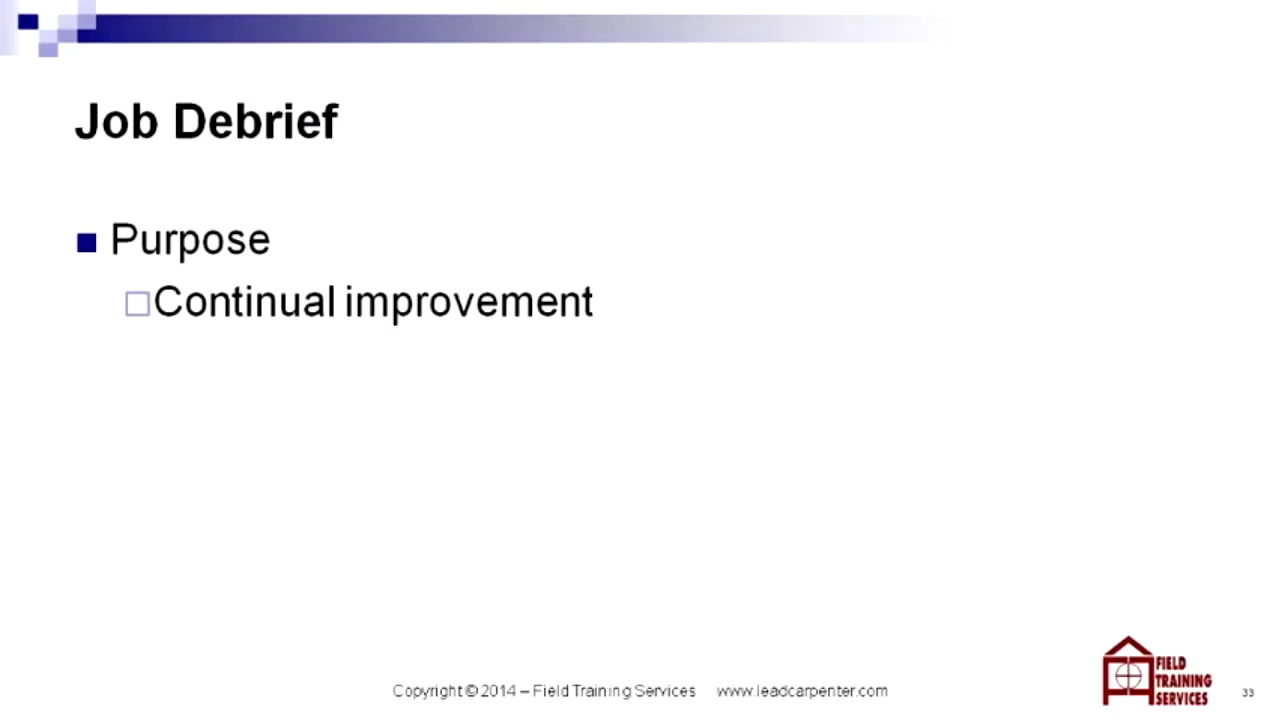 Job Debrief
Purpose
Continual improvement
Copyright © 2014 – Field Training Services www.leadcarpenter.com
FIELD
TRAINING
SERVICES
33